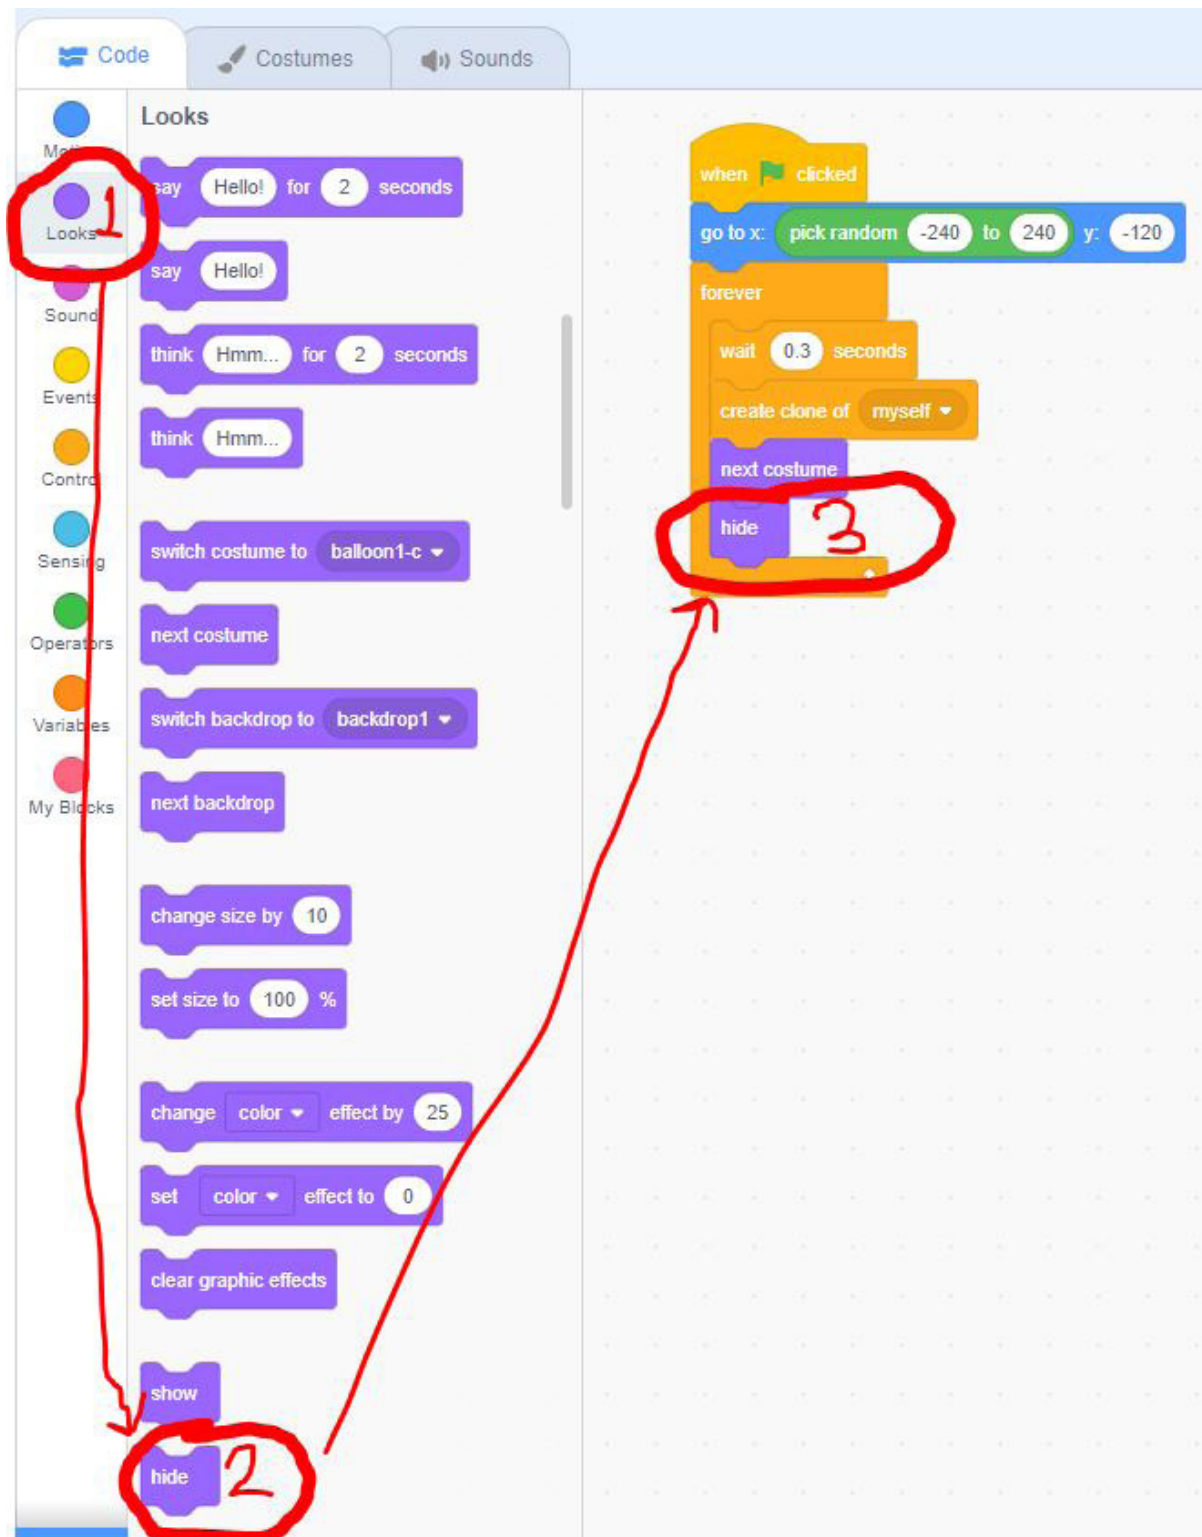 Code Costumes Sounds
Looks
Motion
Looks
Sound
Events
Control
Sensing
Operators
Variables
My Blocks
1
say Hello! for 2 seconds
say Hello!
think Hmm... for 2 seconds
think Hmm...
switch costume to balloon1-c
next costume
switch backdrop to backdrop1
next backdrop
change size by 10
set size to 100 %
change color effect by 25
set color effect to 0
clear graphic effects
show
hide 2
when clicked
go to x: pick random -240 to 240 y: -120
forever
wait 0.3 seconds
create clone of myself
next costume
hide 3